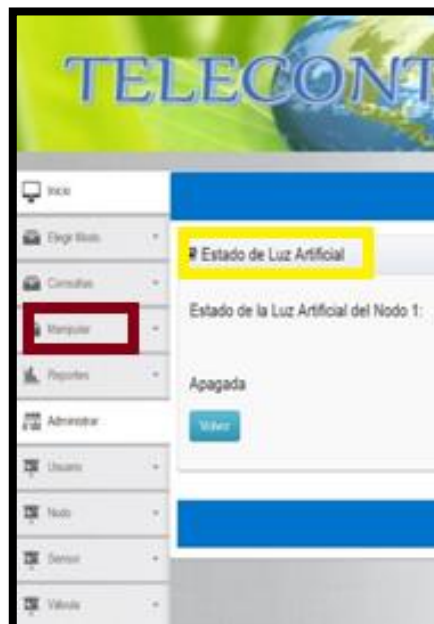 TELECONT
Inicio
Elegir Modo
Consultas
Manipular
Reportes
Administrar
Usuario
Nodo
Sensor
Válvula
Estado de Luz Artificial
Estado de la Luz Artificial del Nodo 1:
Apagada
Volver